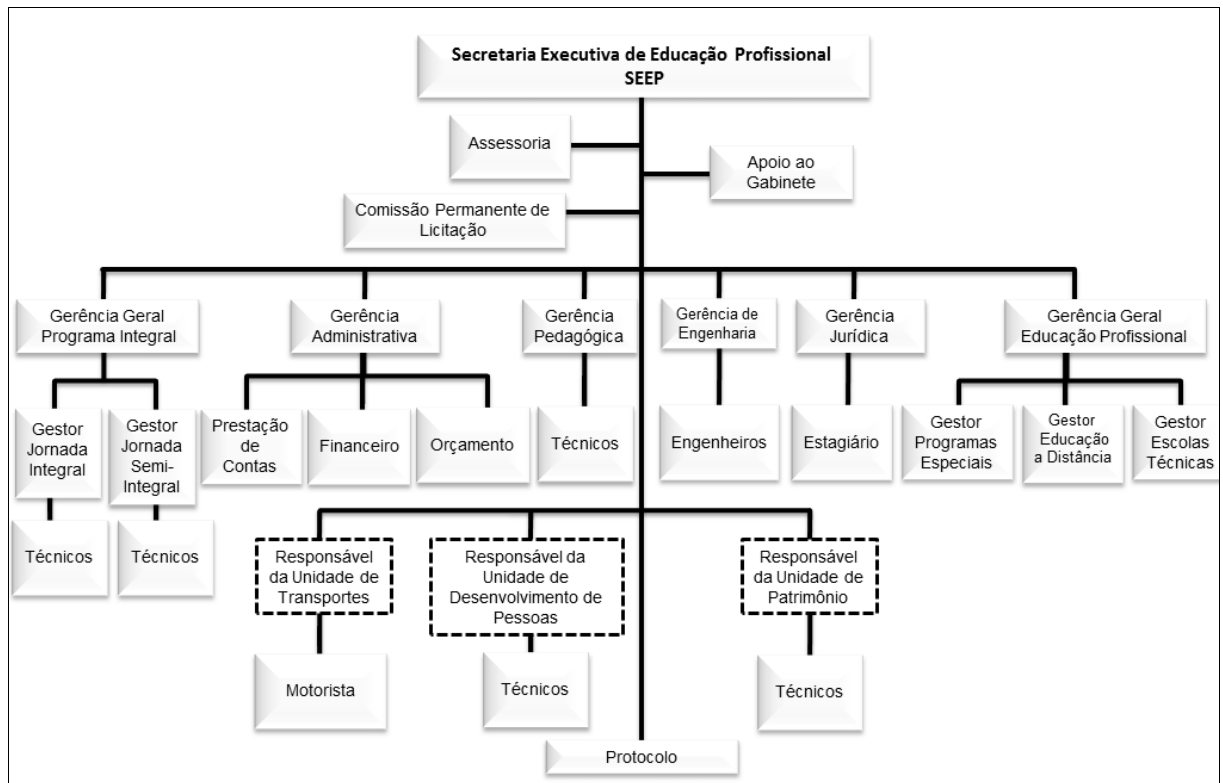 Secretaria Executiva de Educação Profissional
SEEP
Assessoria
Apoio ao
Gabinete
Comissão Permanente de
Licitação
Gerência Geral
Programa Integral
Gerência
Administrativa
Gerência
Pedagógica
Gerência de
Engenharia
Gerência
Jurídica
Gerência Geral
Educação Profissional
Gestor
Jornada
Integral
Gestor
Jornada
Semi-
Integral
Prestação
de
Contas
Financeiro
Orçamento
Técnicos
Engenheiros
Estagiário
Gestor
Programas
Especiais
Gestor
Educação
a Distância
Gestor
Escolas
Técnicas
Técnicos
Técnicos
Responsável
da Unidade de
Transportes
Responsável da
Unidade de
Desenvolvimento de
Pessoas
Responsável
da Unidade de
Patrimônio
Motorista
Técnicos
Técnicos
Protocolo